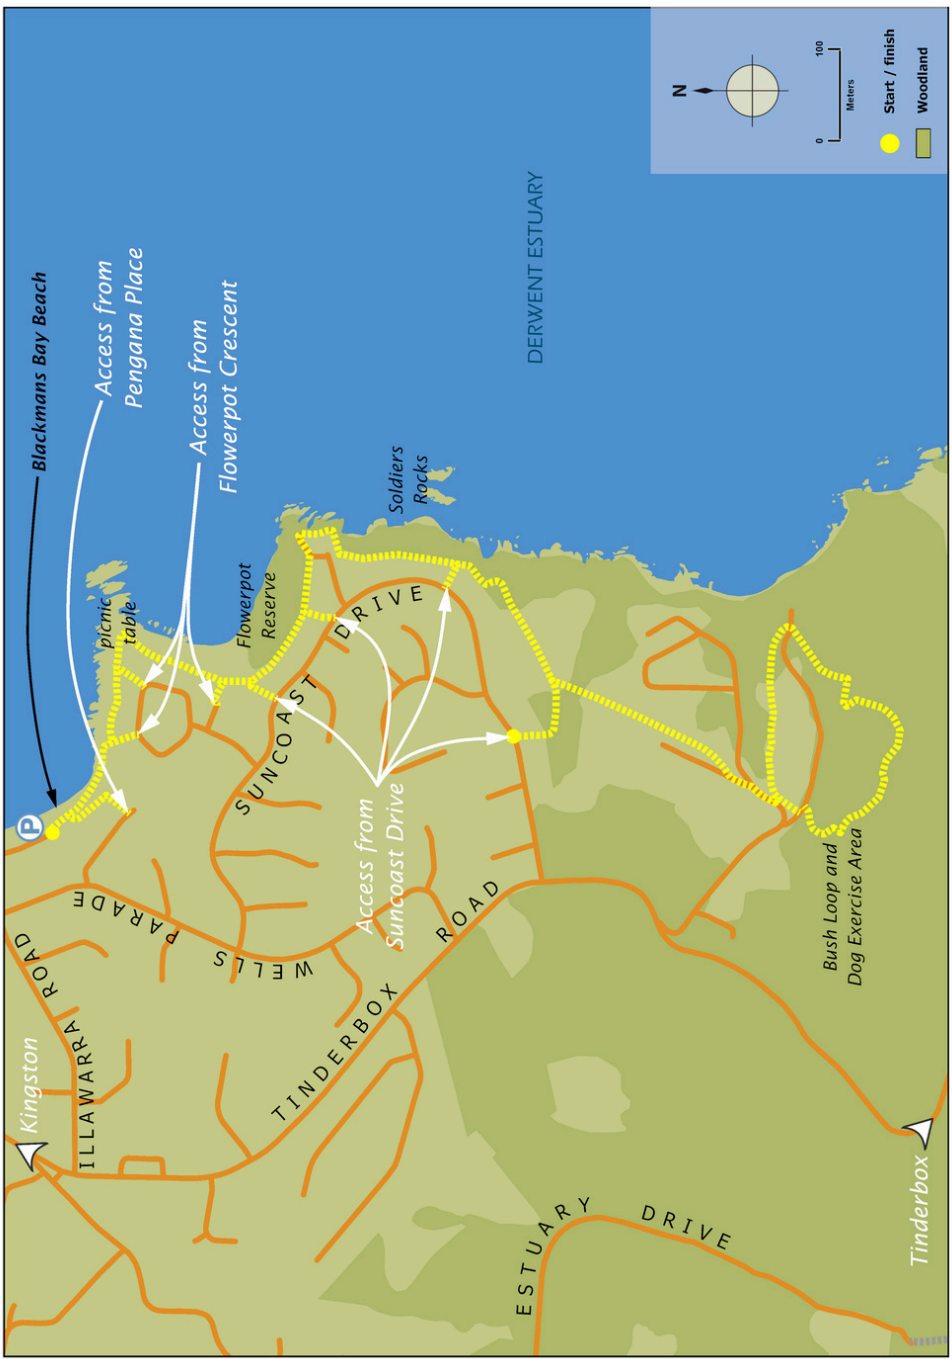 Blackmans Bay Beach
Access from
Pengana Place
Access from
Flowerpot Crescent
picnic
table
Flowerpot
Reserve
Soldiers
Rocks
DERWENT ESTUARY
N
0
100
Meters
Start / finish
Woodland
P
SUNCOAST DRIVE
Access from
Suncoast Drive
WELLS PARADE
ILLAWARRA ROAD
Kingston
TINDERBOX ROAD
Bush Loop and
Dog Exercise Area
ESTUARY DRIVE
Tinderbox